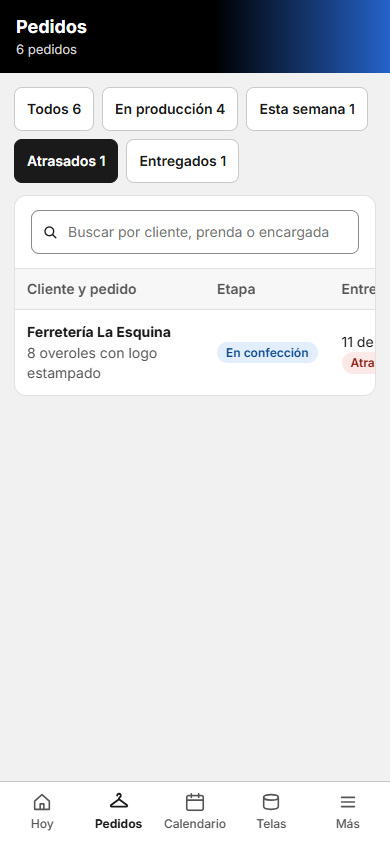 Pedidos
6 pedidos
Todos 6
En producción 4
Esta semana 1
Atrasados 1
Entregados 1
Buscar por cliente, prenda o encargada
Cliente y pedido
Etapa
Entre
Ferretería La Esquina
8 overoles con logo
estampado
En confección
11 de
Atra
Hoy
Pedidos
Calendario
Telas
Más